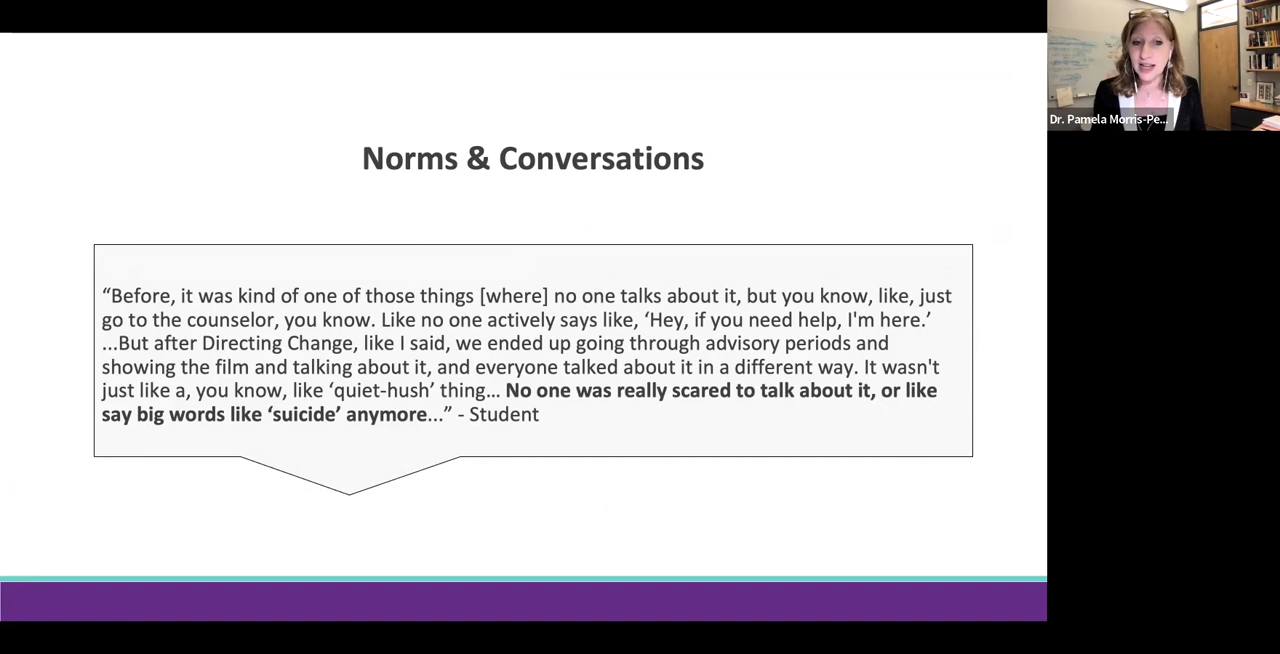 Norms & Conversations
“Before, it was kind of one of those things [where] no one talks about it, but you know, like, just
go to the counselor, you know. Like no one actively says like, ‘Hey, if you need help, I'm here.’
...But after Directing Change, like I said, we ended up going through advisory periods and
showing the film and talking about it, and everyone talked about it in a different way. It wasn't
just like a, you know, like ‘quiet-hush’ thing… No one was really scared to talk about it, or like
say big words like ‘suicide’ anymore...” - Student
Dr. Pamela Morris-Pe...